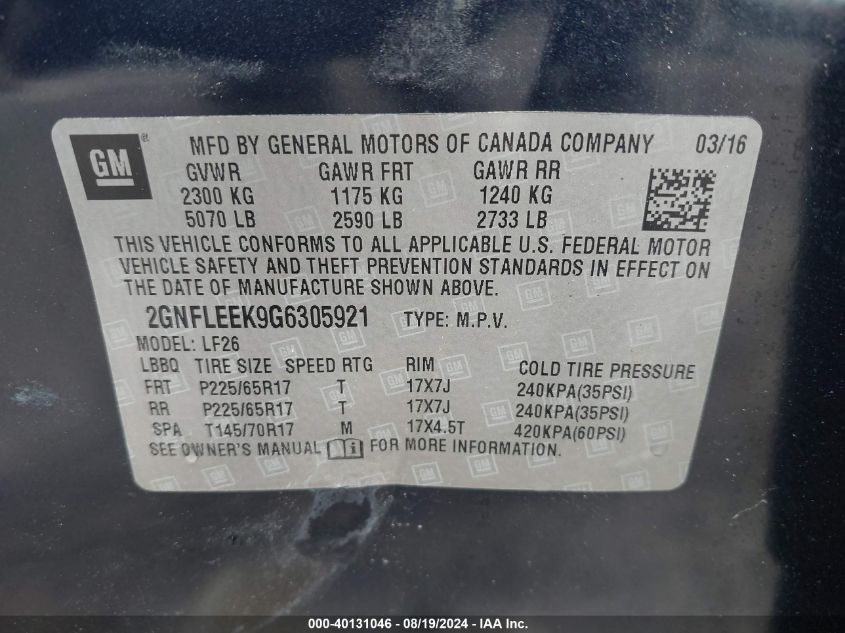 GM ® MFD BY GENERAL MOTORS OF CANADA COMPANY 03/16
GVWR GAWR FRT GAWR RR
2300 KG 1175 KG 1240 KG
5070 LB 2590 LB 2733 LB
THIS VEHICLE CONFORMS TO ALL APPLICABLE U.S. FEDERAL MOTOR
VEHICLE SAFETY AND THEFT PREVENTION STANDARDS IN EFFECT ON
THE DATE OF MANUFACTURE SHOWN ABOVE.
2GNFLEEK9G6305921 TYPE: M.P.V.
MODEL: LF26
LBBQ TIRE SIZE SPEED RTG RIM COLD TIRE PRESSURE
FRT P225/65R17 T 17X7J 240KPA(35PSI)
RR P225/65R17 T 17X7J 240KPA(35PSI)
SPA T145/70R17 M 17X4.5T 420KPA(60PSI)
SEE OWNER'S MANUAL FOR MORE INFORMATION.
000-40131046 - 08/19/2024 - IAA Inc.